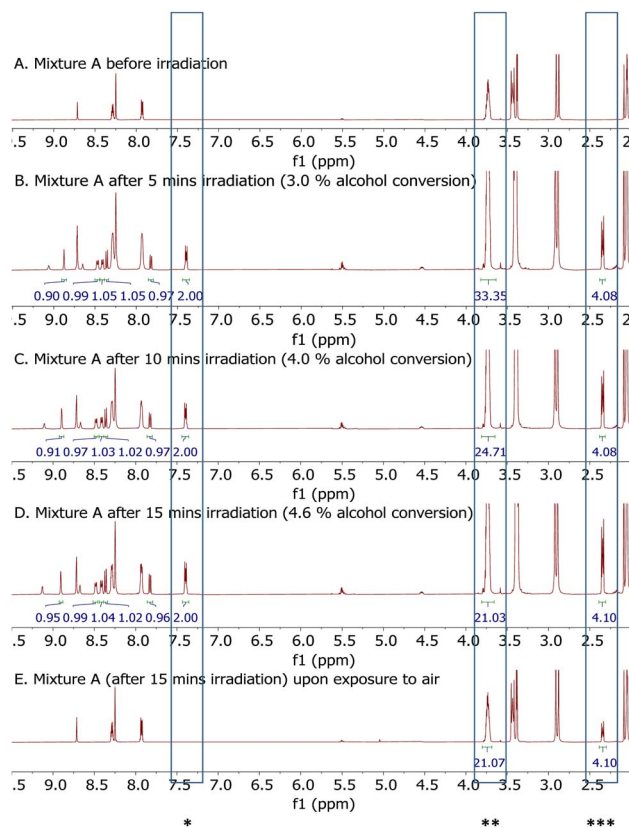 A. Mixture A before irradiation
.5 9.0 8.5 8.0 7.5 7.0 6.5 6.0 5.5 5.0 4.5 4.0 3.5 3.0 2.5 2.
f1 (ppm)
B. Mixture A after 5 mins irradiation (3.0 % alcohol conversion)
0.90 0.99 1.05 1.05 0.97 2.00 33.35 4.08
.5 9.0 8.5 8.0 7.5 7.0 6.5 6.0 5.5 5.0 4.5 4.0 3.5 3.0 2.5 2.0
f1 (ppm)
C. Mixture A after 10 mins irradiation (4.0 % alcohol conversion)
0.91 0.97 1.03 1.02 0.97 2.00 24.71 4.08
.5 9.0 8.5 8.0 7.5 7.0 6.5 6.0 5.5 5.0 4.5 4.0 3.5 3.0 2.5 2.0
f1 (ppm)
D. Mixture A after 15 mins irradiation (4.6 % alcohol conversion)
0.95 0.99 1.04 1.02 0.96 2.00 21.03 4.10
.5 9.0 8.5 8.0 7.5 7.0 6.5 6.0 5.5 5.0 4.5 4.0 3.5 3.0 2.5 2.0
f1 (ppm)
E. Mixture A (after 15 mins irradiation) upon exposure to air
21.07 4.10
.5 9.0 8.5 8.0 7.5 7.0 6.5 6.0 5.5 5.0 4.5 4.0 3.5 3.0 2.5 2.0
f1 (ppm)
* ** ***